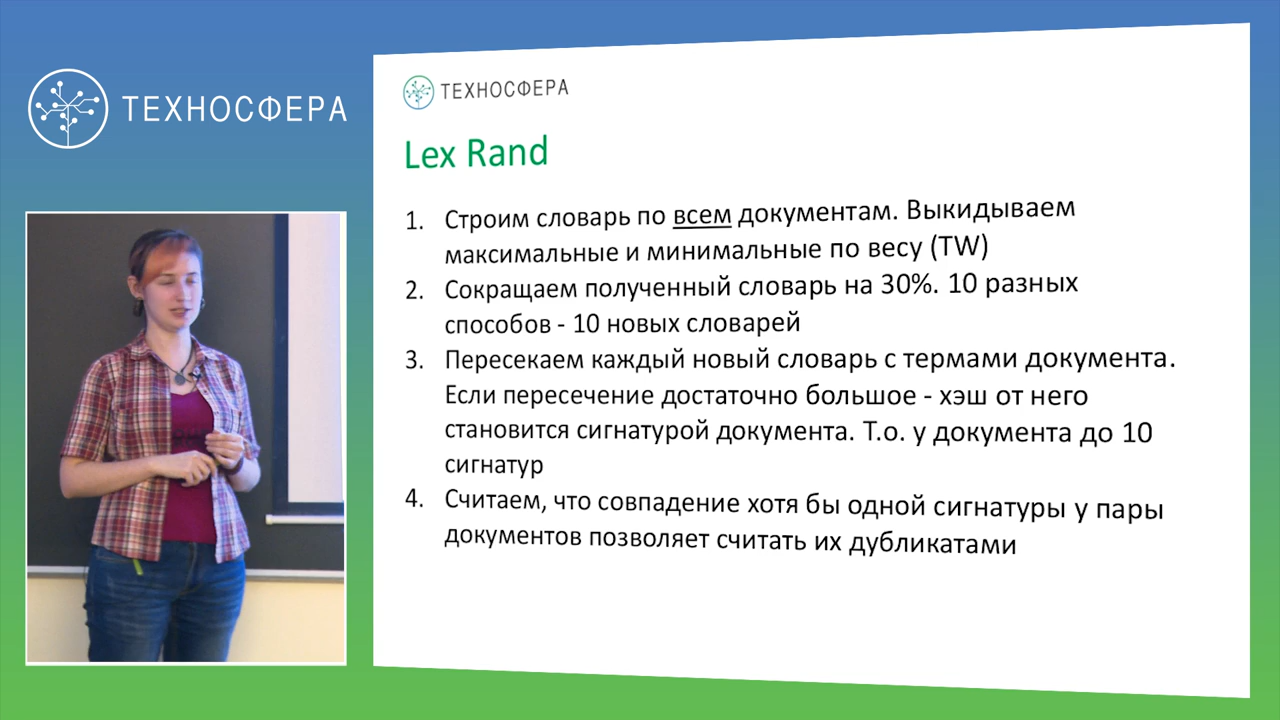 ТЕХНОСФЕРА
ТЕХНОСФЕРА
Lex Rand
1. Строим словарь по всем документам. Выкидываем
максимальные и минимальные по весу (TW)
2. Сокращаем полученный словарь на 30%. 10 разных
способов - 10 новых словарей
3. Пересекаем каждый новый словарь с термами документа.
Если пересечение достаточно большое - хэш от него
становится сигнатурой документа. Т.о. у документа до 10
сигнатур
4. Считаем, что совпадение хотя бы одной сигнатуры у пары
документов позволяет считать их дубликатами